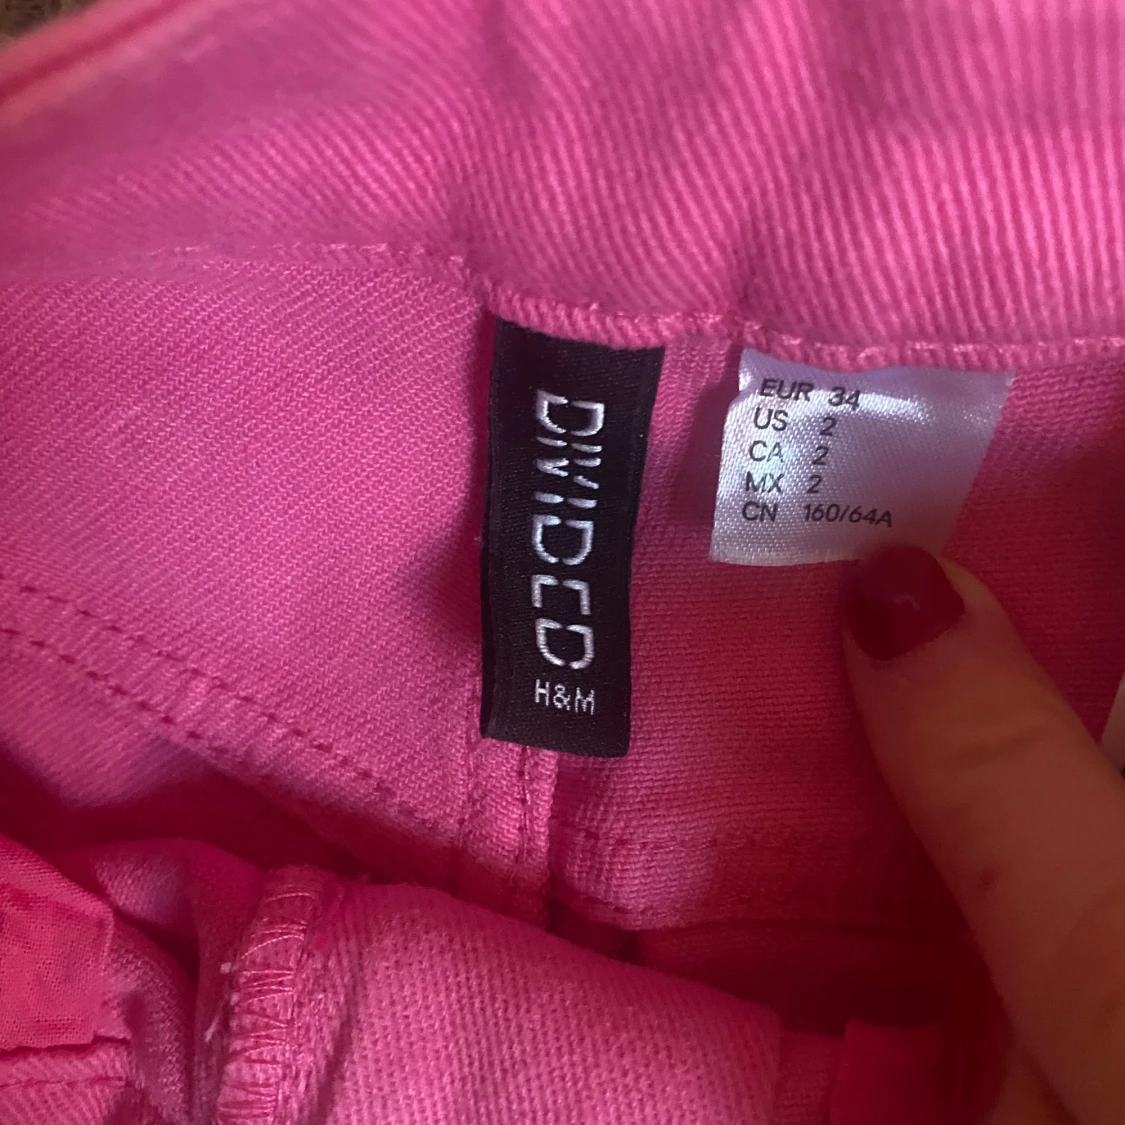 DIVIDED
H&M
EUR 34
US 2
CA 2
MX 2
CN 160/64A